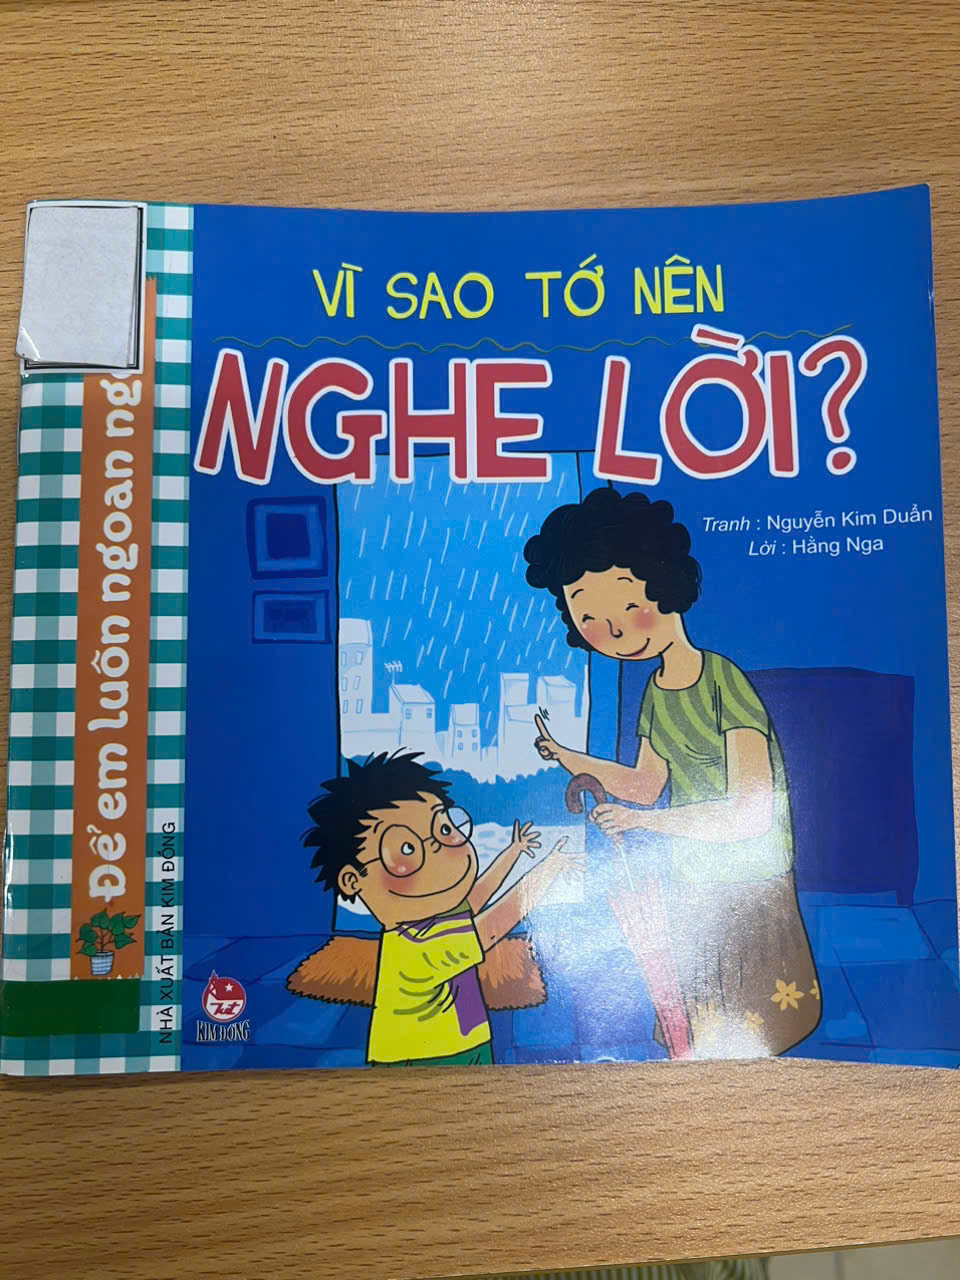 VÌ SAO TỚ NÊN
NGHE LỜI?
Tranh : Nguyễn Kim Duẩn
Lời : Hằng Nga
Để em luôn ngoan ng
NHÀ XUẤT BẢN KIM ĐỒNG
KIM ĐỒNG